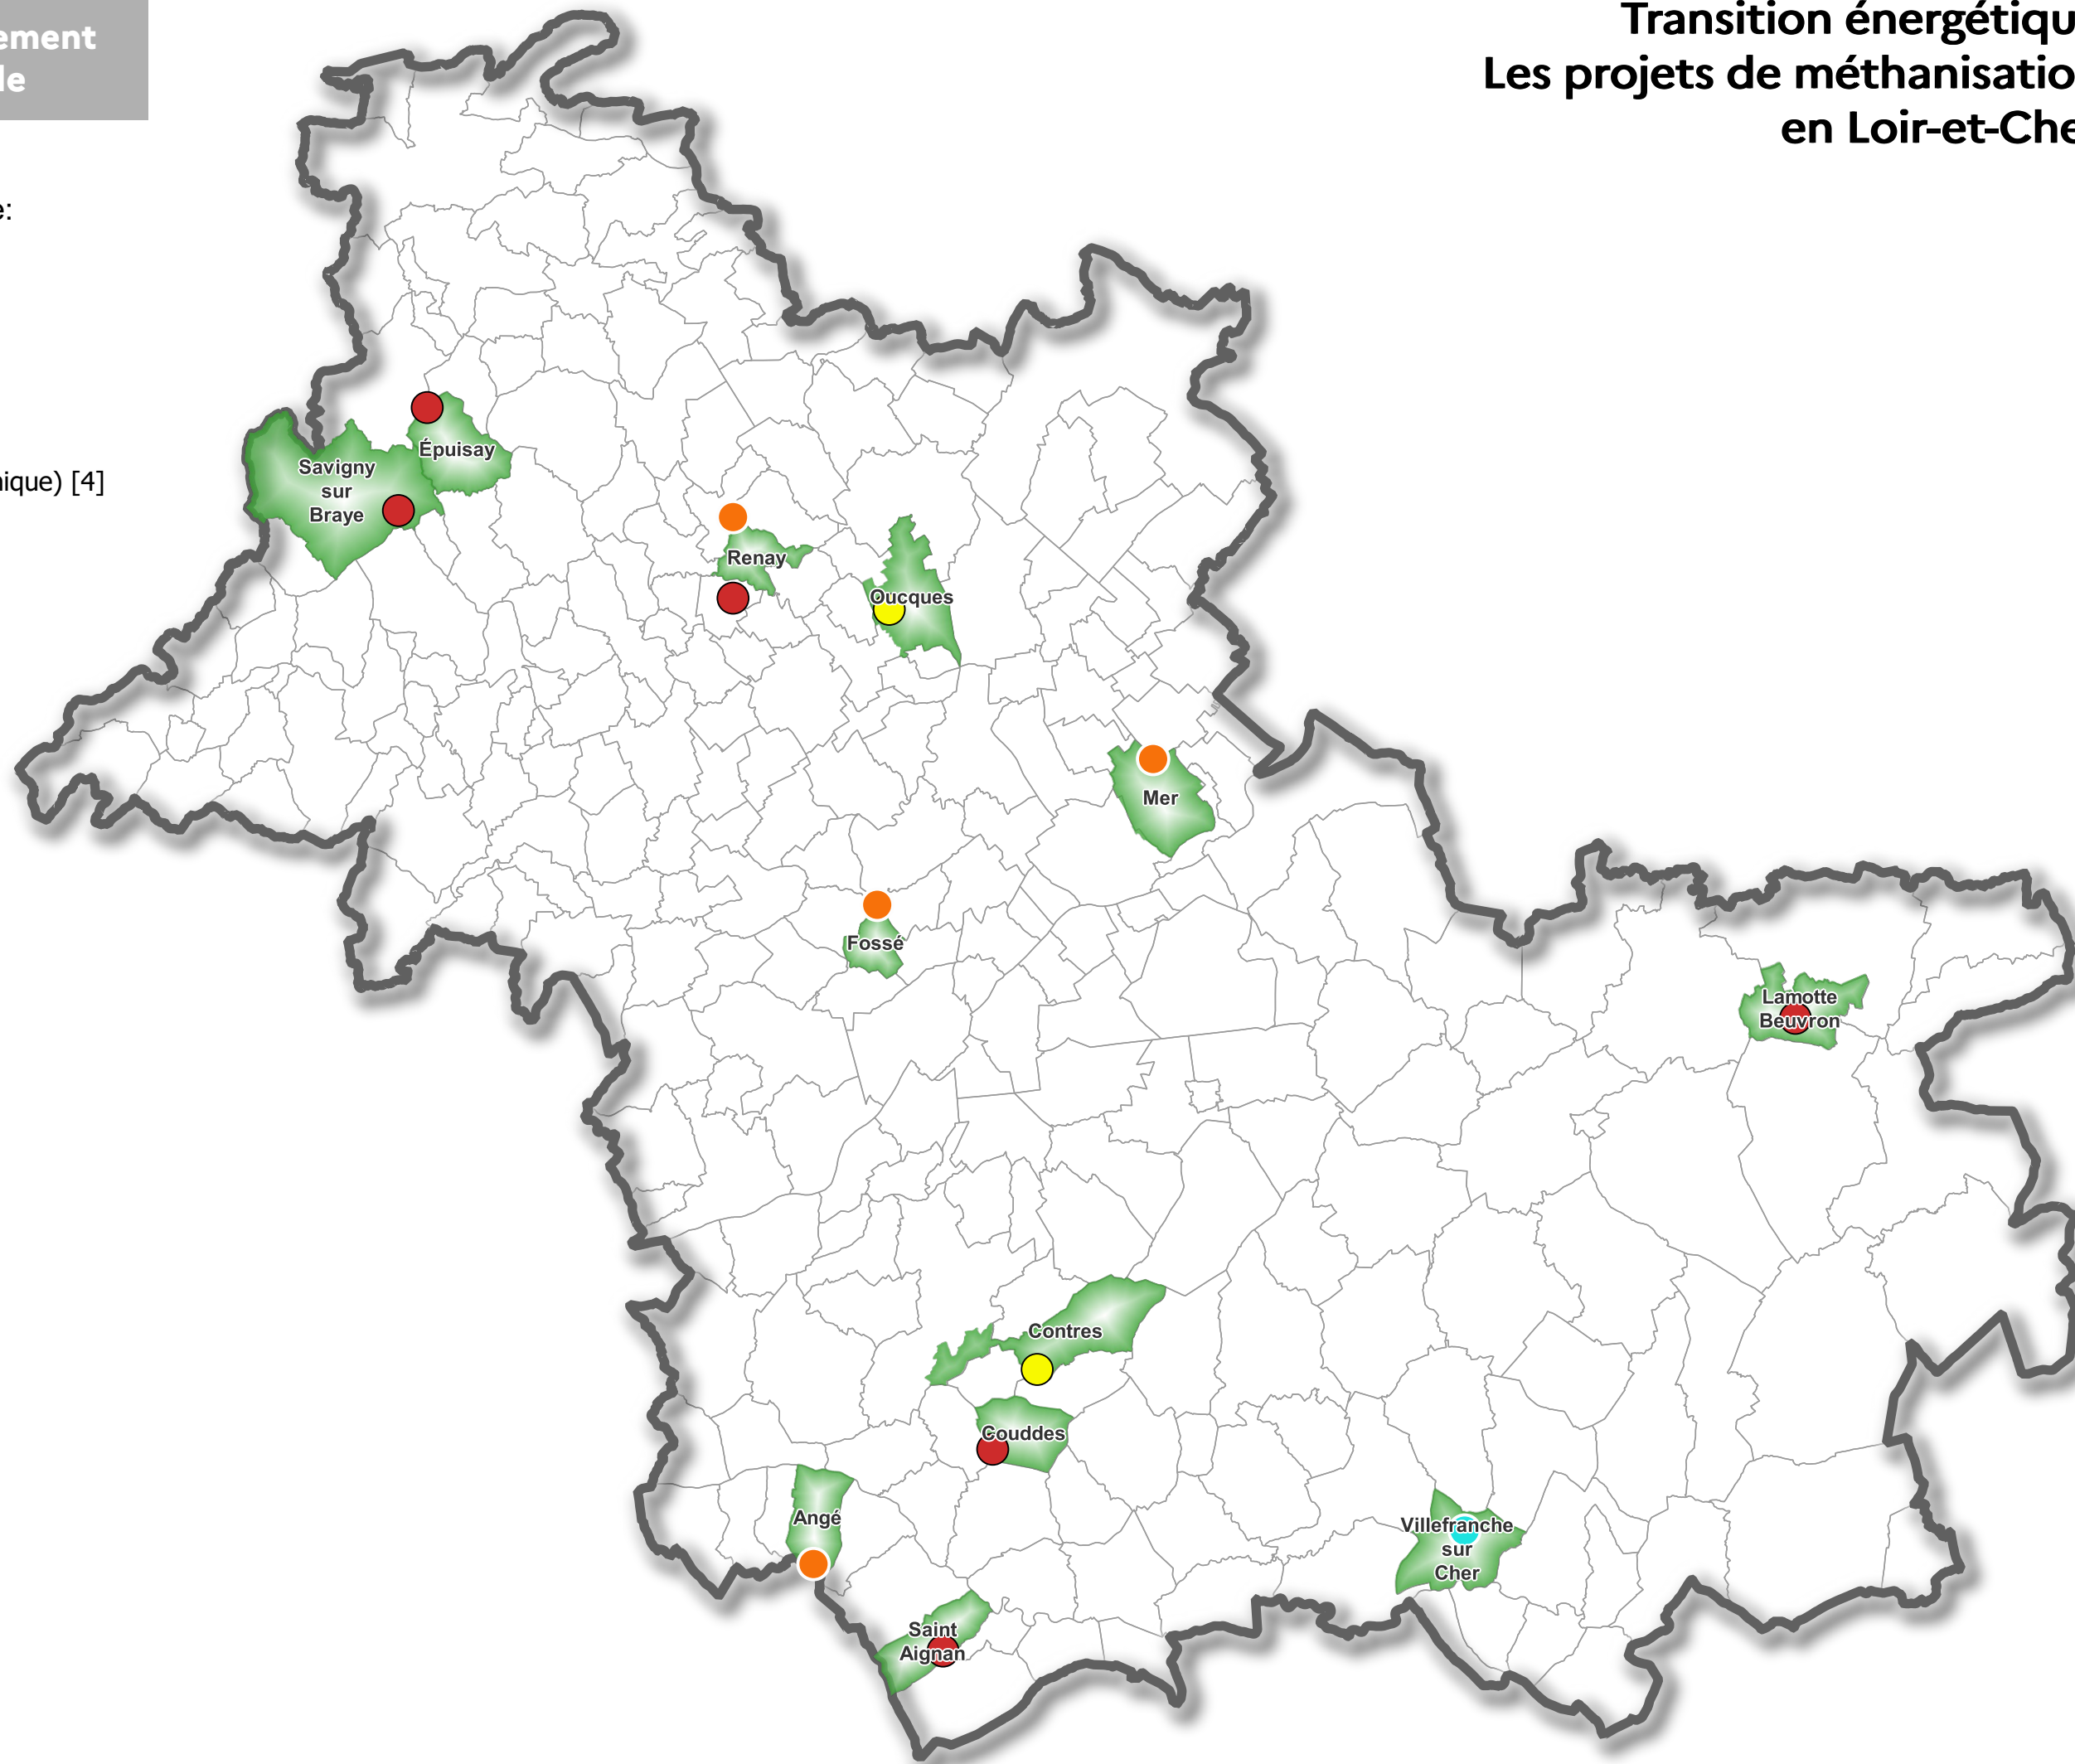 ement
le
Transition énergétiqu
Les projets de méthanisatio
en Loir-et-Che
e:
nique) [4]
Épuisay
Savigny
sur
Braye
Renay
Oucques
Mer
Fossé
Lamotte
Beuvron
Contres
Couddes
Angé
Villefranche
sur
Cher
Saint
Aignan